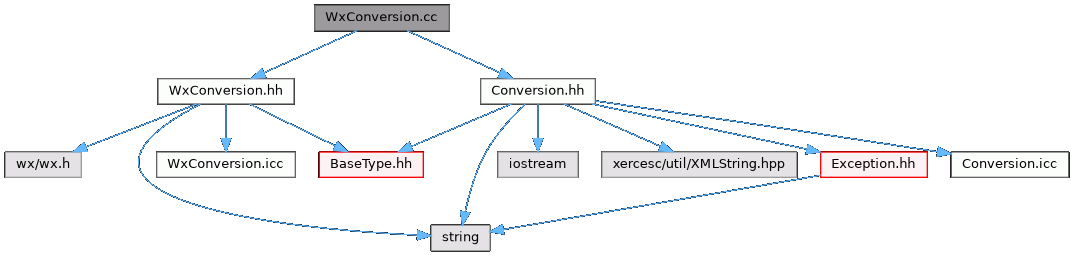 WxConversion.cc
WxConversion.hh
Conversion.hh
wx/wx.h
WxConversion.icc
BaseType.hh
iostream
xercesc/util/XMLString.hpp
Exception.hh
Conversion.icc
string